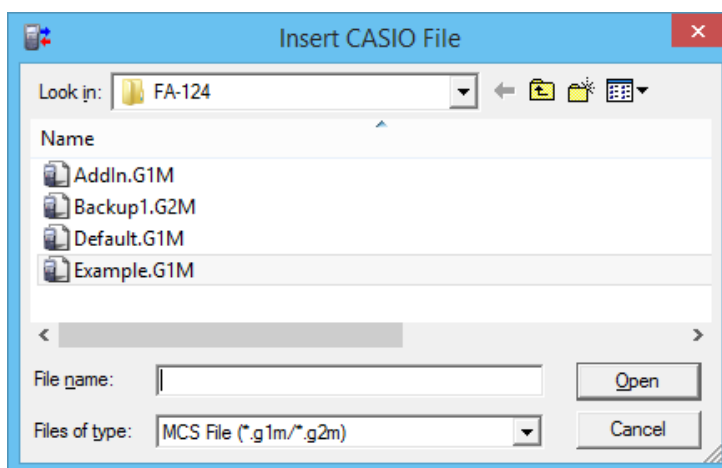 Insert CASIO File
Look in: FA-124
Name
AddIn.G1M
Backup1.G2M
Default.G1M
Example.G1M
File name: Open
Files of type: MCS File (*.g1m/*.g2m) Cancel